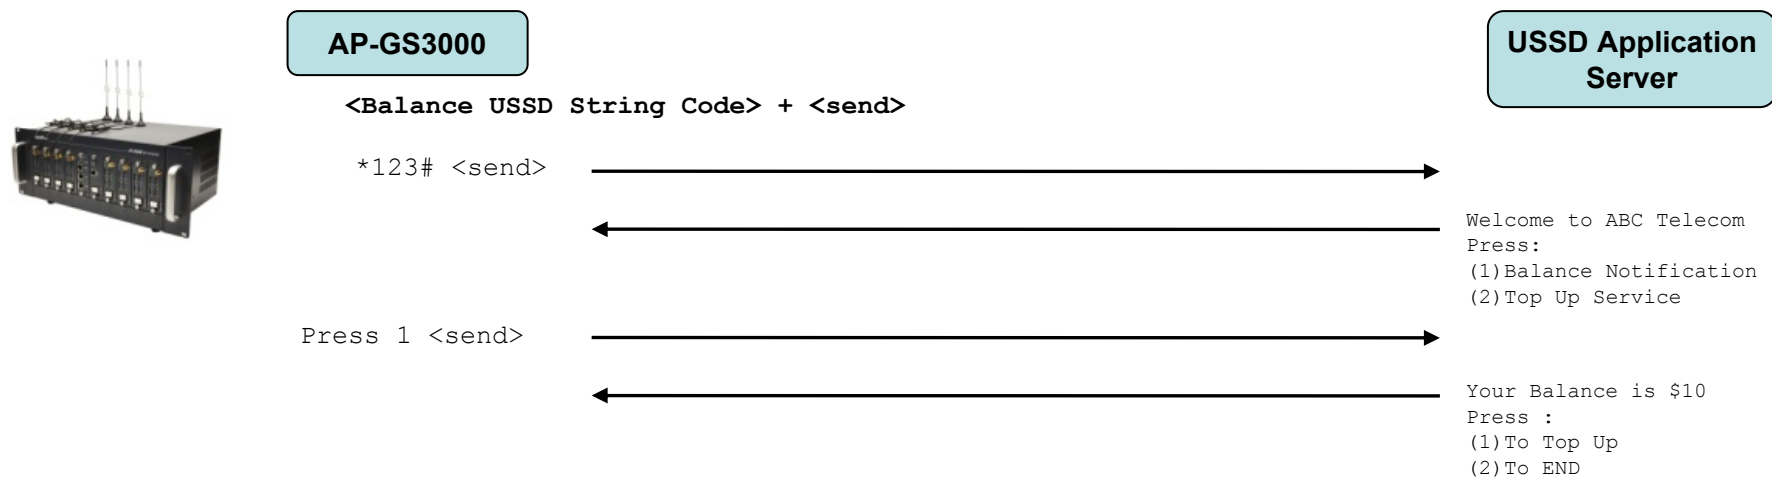 AP-GS3000
USSD Application
Server
<Balance USSD String Code> + <send>
*123# <send>
Welcome to ABC Telecom
Press:
(1)Balance Notification
(2)Top Up Service
Press 1 <send>
Your Balance is $10
Press :
(1)To Top Up
(2)To END